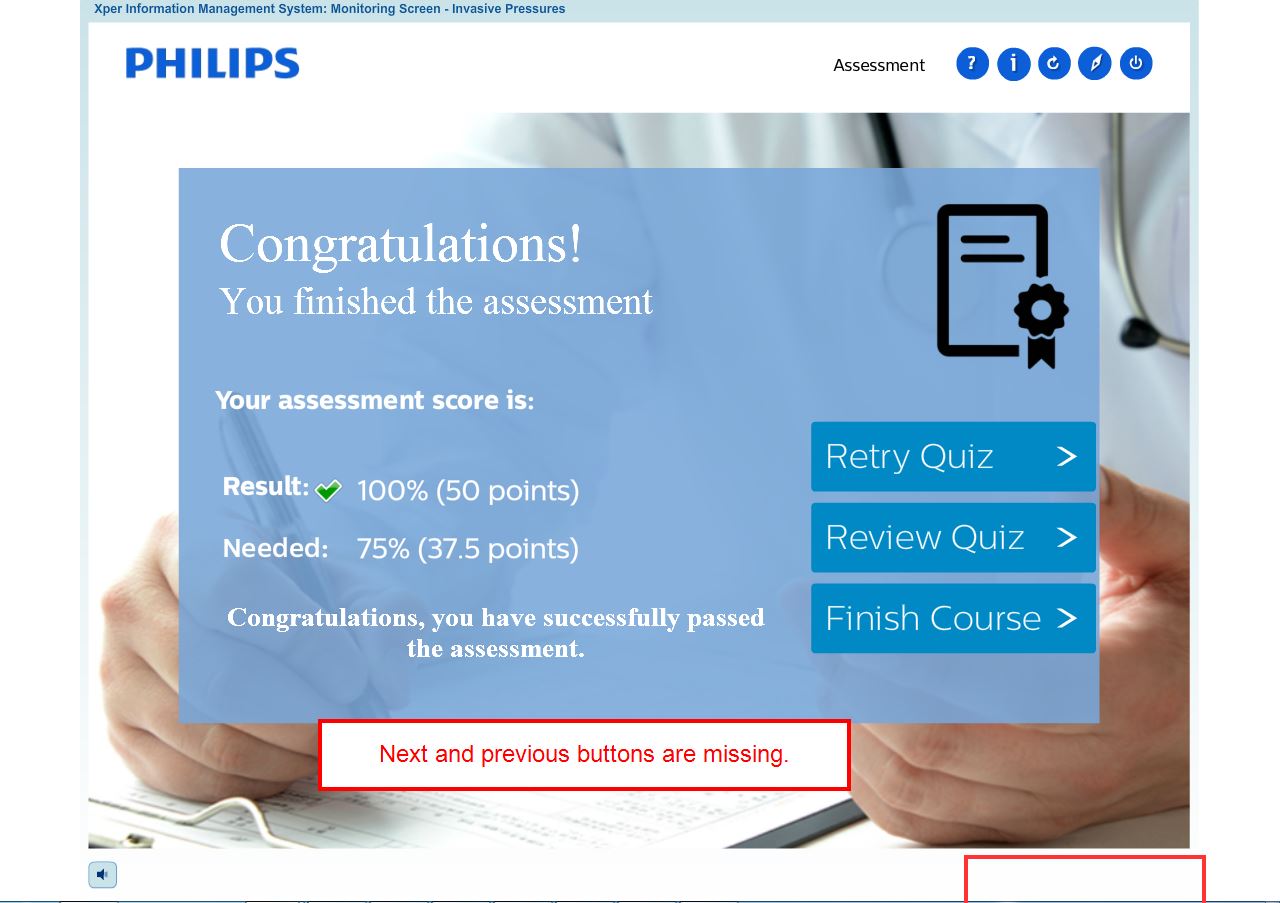 Xper Information Management System: Monitoring Screen - Invasive Pressures
PHILIPS
Assessment
? i
Congratulations!
You finished the assessment
Your assessment score is:
Result: 100% (50 points)
Needed: 75% (37.5 points)
Congratulations, you have successfully passed
the assessment.
Retry Quiz >
Review Quiz >
Finish Course >
Next and previous buttons are missing.